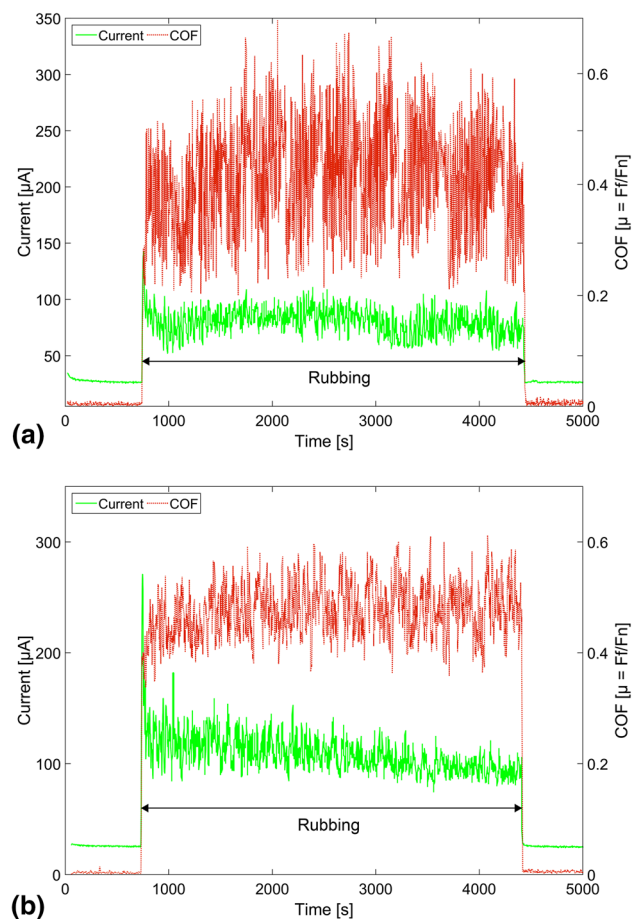 Current COF
350
300
250
200
150
100
50
Current [µA]
0.6
0.4
0.2
0
COF [µ = Ff/Fn]
Rubbing
0 1000 2000 3000 4000 5000
Time [s]
(a)
Current COF
300
200
100
0
Current [µA]
0.6
0.4
0.2
0
COF [µ = Ff/Fn]
Rubbing
0 1000 2000 3000 4000 5000
Time [s]
(b)